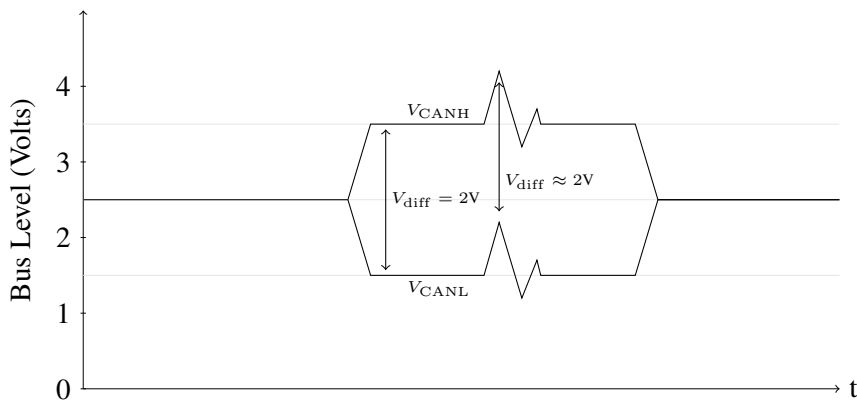 Bus Level (Volts)
4
3
2
1
0
V_CANH
V_diff ≈ 2V
V_diff = 2V
V_CANL
t